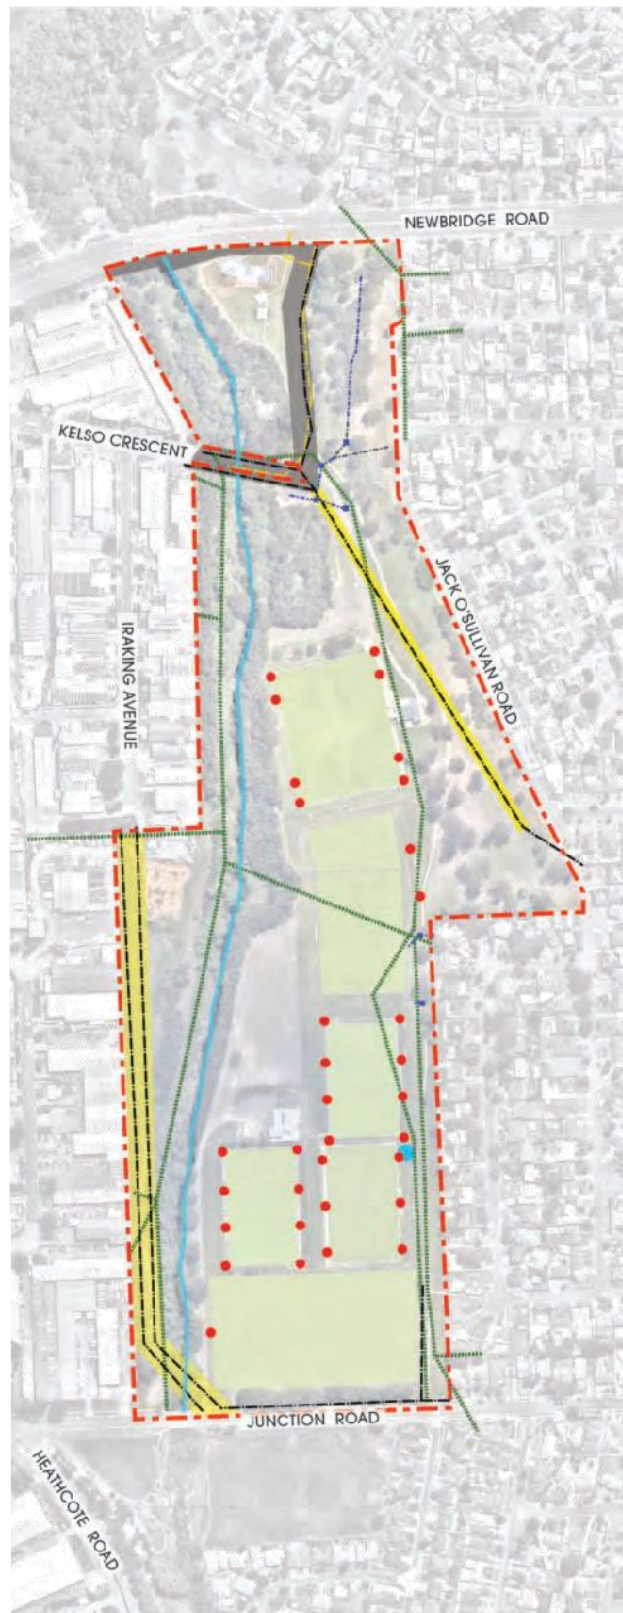 NEWBRIDGE ROAD
KELSO CRESCENT
JACK O'SULLIVAN ROAD
IRAKING AVENUE
JUNCTION ROAD
HEATHCOTE ROAD